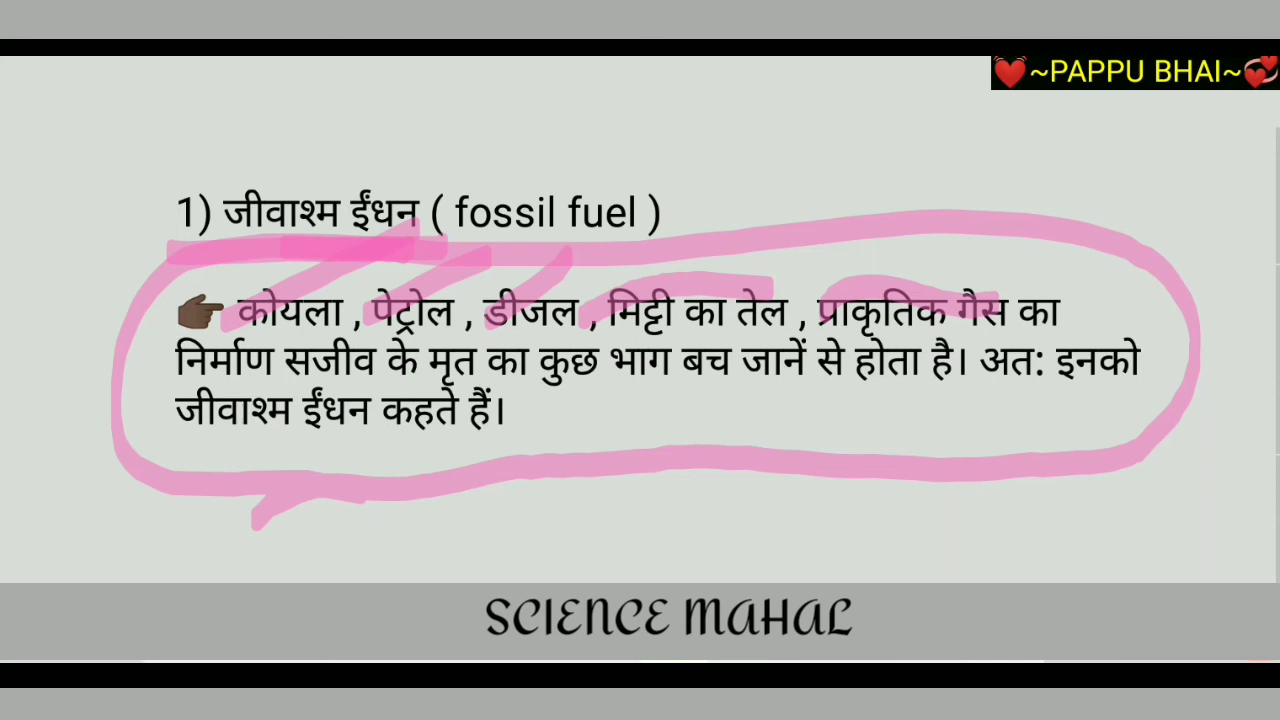 ❤️~PAPPU BHAI~💞
1) जीवाश्म ईंधन ( fossil fuel )
👉🏿 कोयला , पेट्रोल , डीजल , मिट्टी का तेल , प्राकृतिक गैस का
निर्माण सजीव के मृत का कुछ भाग बच जानें से होता है। अत: इनको
जीवाश्म ईंधन कहते हैं।
SCIENCE MAHAL